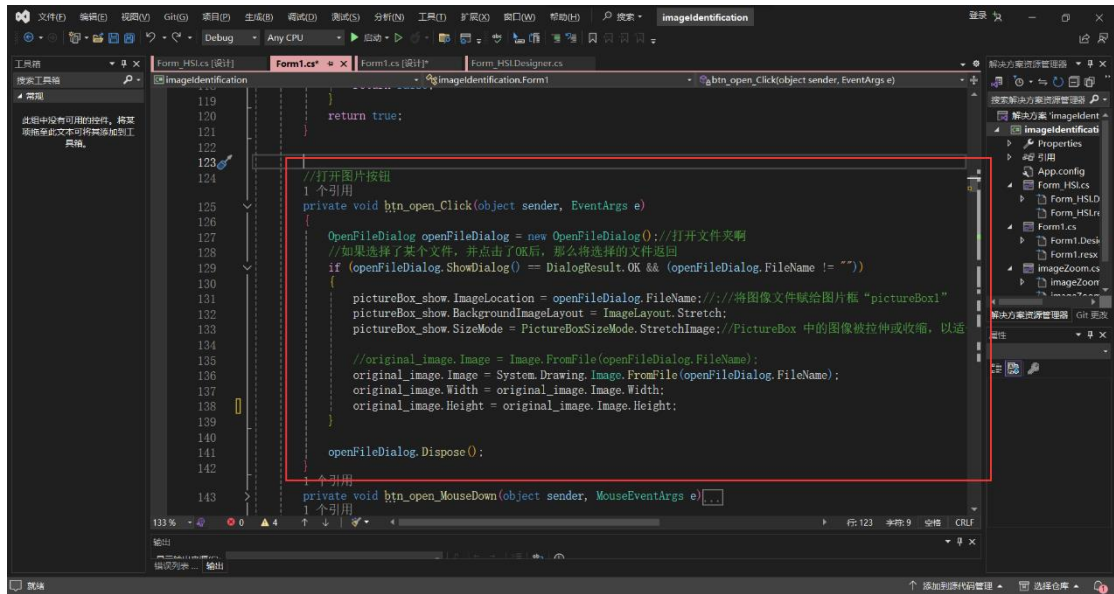 文件(F) 编辑(E) 视图(V) Git(G) 项目(P) 生成(B) 调试(D) 测试(S) 分析(N) 工具(T) 扩展(X) 窗口(W) 帮助(H) 搜索 imageIdentification 登录
Debug Any CPU 启动
工具箱
搜索工具箱
常规
此组中没有可用的控件。将某
项拖至此文本可将其添加到工
具箱。
Form_HSI.cs [设计] Form1.cs* Form1.cs [设计]* Form_HSI.Designer.cs
imageIdentification imageIdentification.Form1 btn_open_Click(object sender, EventArgs e)
119 }
120 return true;
121 }
122
123
124 //打开图片按钮
1 个引用
125 private void btn_open_Click(object sender, EventArgs e)
126 {
127 OpenFileDialog openFileDialog = new OpenFileDialog();//打开文件夹啊
128 //如果选择了某个文件，并点击了OK后，那么将选择的文件返回
129 if (openFileDialog.ShowDialog() == DialogResult.OK && (openFileDialog.FileName != ""))
130 {
131 pictureBox_show.ImageLocation = openFileDialog.FileName;//;//将图像文件赋给图片框“pictureBox1”
132 pictureBox_show.BackgroundImageLayout = ImageLayout.Stretch;
133 pictureBox_show.SizeMode = PictureBoxSizeMode.StretchImage;//PictureBox 中的图像被拉伸或收缩，以适
134
135 //original_image.Image = Image.FromFile(openFileDialog.FileName);
136 original_image.Image = System.Drawing.Image.FromFile(openFileDialog.FileName);
137 original_image.Width = original_image.Image.Width;
138 original_image.Height = original_image.Image.Height;
139 }
140
141 openFileDialog.Dispose();
142 }
1 个引用
143 private void btn_open_MouseDown(object sender, MouseEventArgs e)...
1 个引用
133 % 0 4 行: 123 字符: 9 空格 CRLF
输出
错误列表 ... 输出
解决方案资源管理器
搜索解决方案资源管理器
解决方案 'imageIdent
imageIdentificati
Properties
引用
App.config
Form_HSI.cs
Form_HSI.D
Form_HSI.re
Form1.cs
Form1.Desi
Form1.resx
imageZoom.cs
imageZoom
解决方案资源管理器 Git 更改
属性
就绪 添加到源代码管理 选择仓库